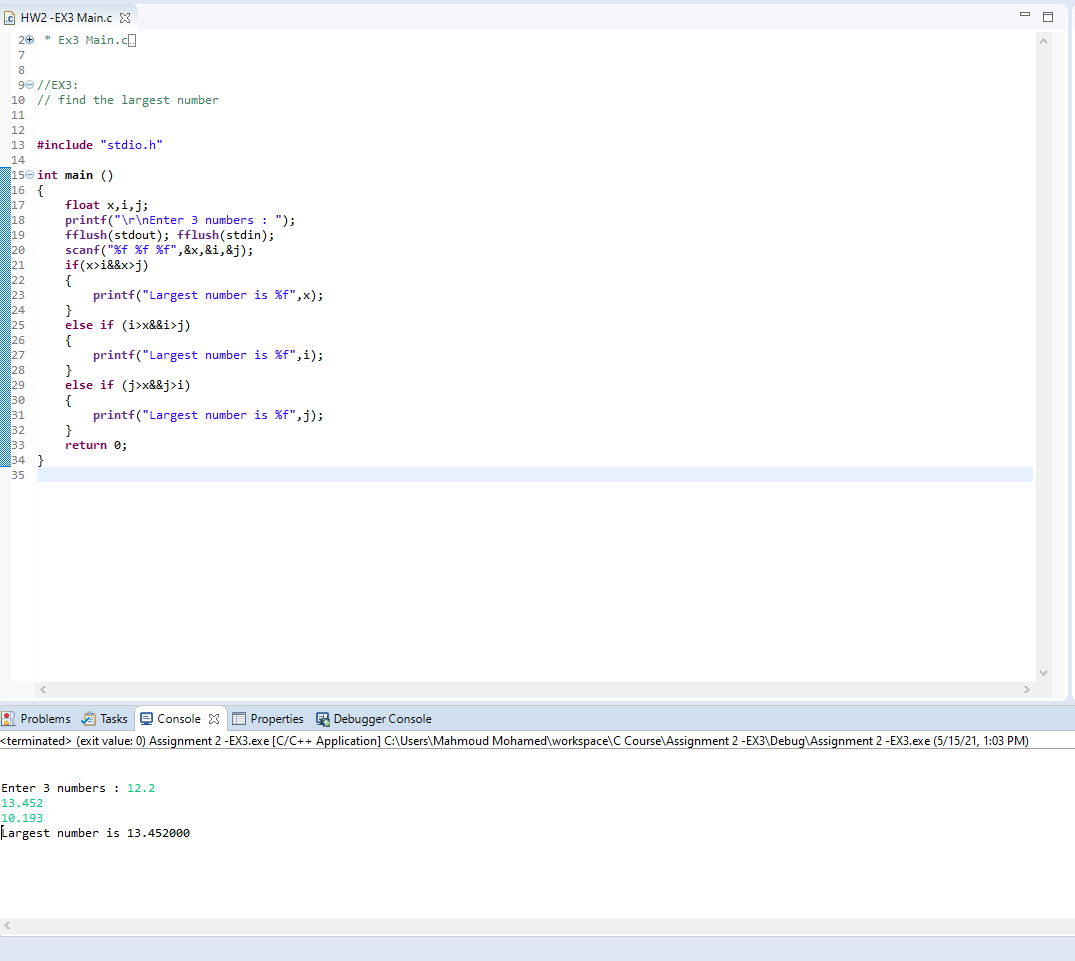 HW2 -EX3 Main.c
2 * Ex3 Main.c
7
8
9 //EX3:
10 // find the largest number
11
12
13 #include "stdio.h"
14
15 int main ()
16 {
17     float x,i,j;
18     printf("\r\nEnter 3 numbers : ");
19     fflush(stdout); fflush(stdin);
20     scanf("%f %f %f",&x,&i,&j);
21     if(x>i&&x>j)
22     {
23         printf("Largest number is %f",x);
24     }
25     else if (i>x&&i>j)
26     {
27         printf("Largest number is %f",i);
28     }
29     else if (j>x&&j>i)
30     {
31         printf("Largest number is %f",j);
32     }
33     return 0;
34 }
35
Problems Tasks Console Properties Debugger Console
<terminated> (exit value: 0) Assignment 2 -EX3.exe [C/C++ Application] C:\Users\Mahmoud Mohamed\workspace\C Course\Assignment 2 -EX3\Debug\Assignment 2 -EX3.exe (5/15/21, 1:03 PM)
Enter 3 numbers : 12.2
13.452
10.193
Largest number is 13.452000